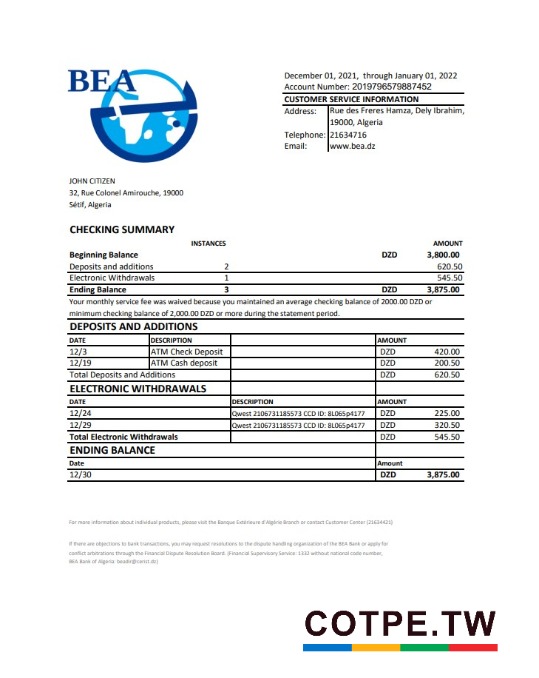 BEA
December 01, 2021, through January 01, 2022
Account Number: 2019796579887452
CUSTOMER SERVICE INFORMATION
Address: Rue des Freres Hamza, Dely Ibrahim,
19000, Algeria
Telephone: 21634716
Email: www.bea.dz
JOHN CITIZEN
32, Rue Colonel Amirouche, 19000
Sétif, Algeria
CHECKING SUMMARY
INSTANCES AMOUNT
Beginning Balance DZD 3,800.00
Deposits and additions 2 620.50
Electronic Withdrawals 1 545.50
Ending Balance 3 DZD 3,875.00
Your monthly service fee was waived because you maintained an average checking balance of 2000.00 DZD or
minimum checking balance of 2,000.00 DZD or more during the statement period.
DEPOSITS AND ADDITIONS
DATE DESCRIPTION AMOUNT
12/3 ATM Check Deposit DZD 420.00
12/19 ATM Cash deposit DZD 200.50
Total Deposits and Additions DZD 620.50
ELECTRONIC WITHDRAWALS
DATE DESCRIPTION AMOUNT
12/24 Qwest 2106731185573 CCD ID: 8L065p4177 DZD 225.00
12/29 Qwest 2106731185573 CCD ID: 8L065p4177 DZD 320.50
Total Electronic Withdrawals DZD 545.50
ENDING BALANCE
Date Amount
12/30 DZD 3,875.00
For more information about individual products, please visit the Banque Extérieure d'Algérie Branch or contact Customer Center (21634421)
If there are objections to bank transactions, you may request resolutions to the dispute handling organization of the BEA Bank or apply for
conflict arbitrations through the Financial Dispute Resolution Board. (Financial Supervisory Service: 1332 without national code number,
BEA Bank of Algeria: beadz@cerist.dz)
COTPE.TW